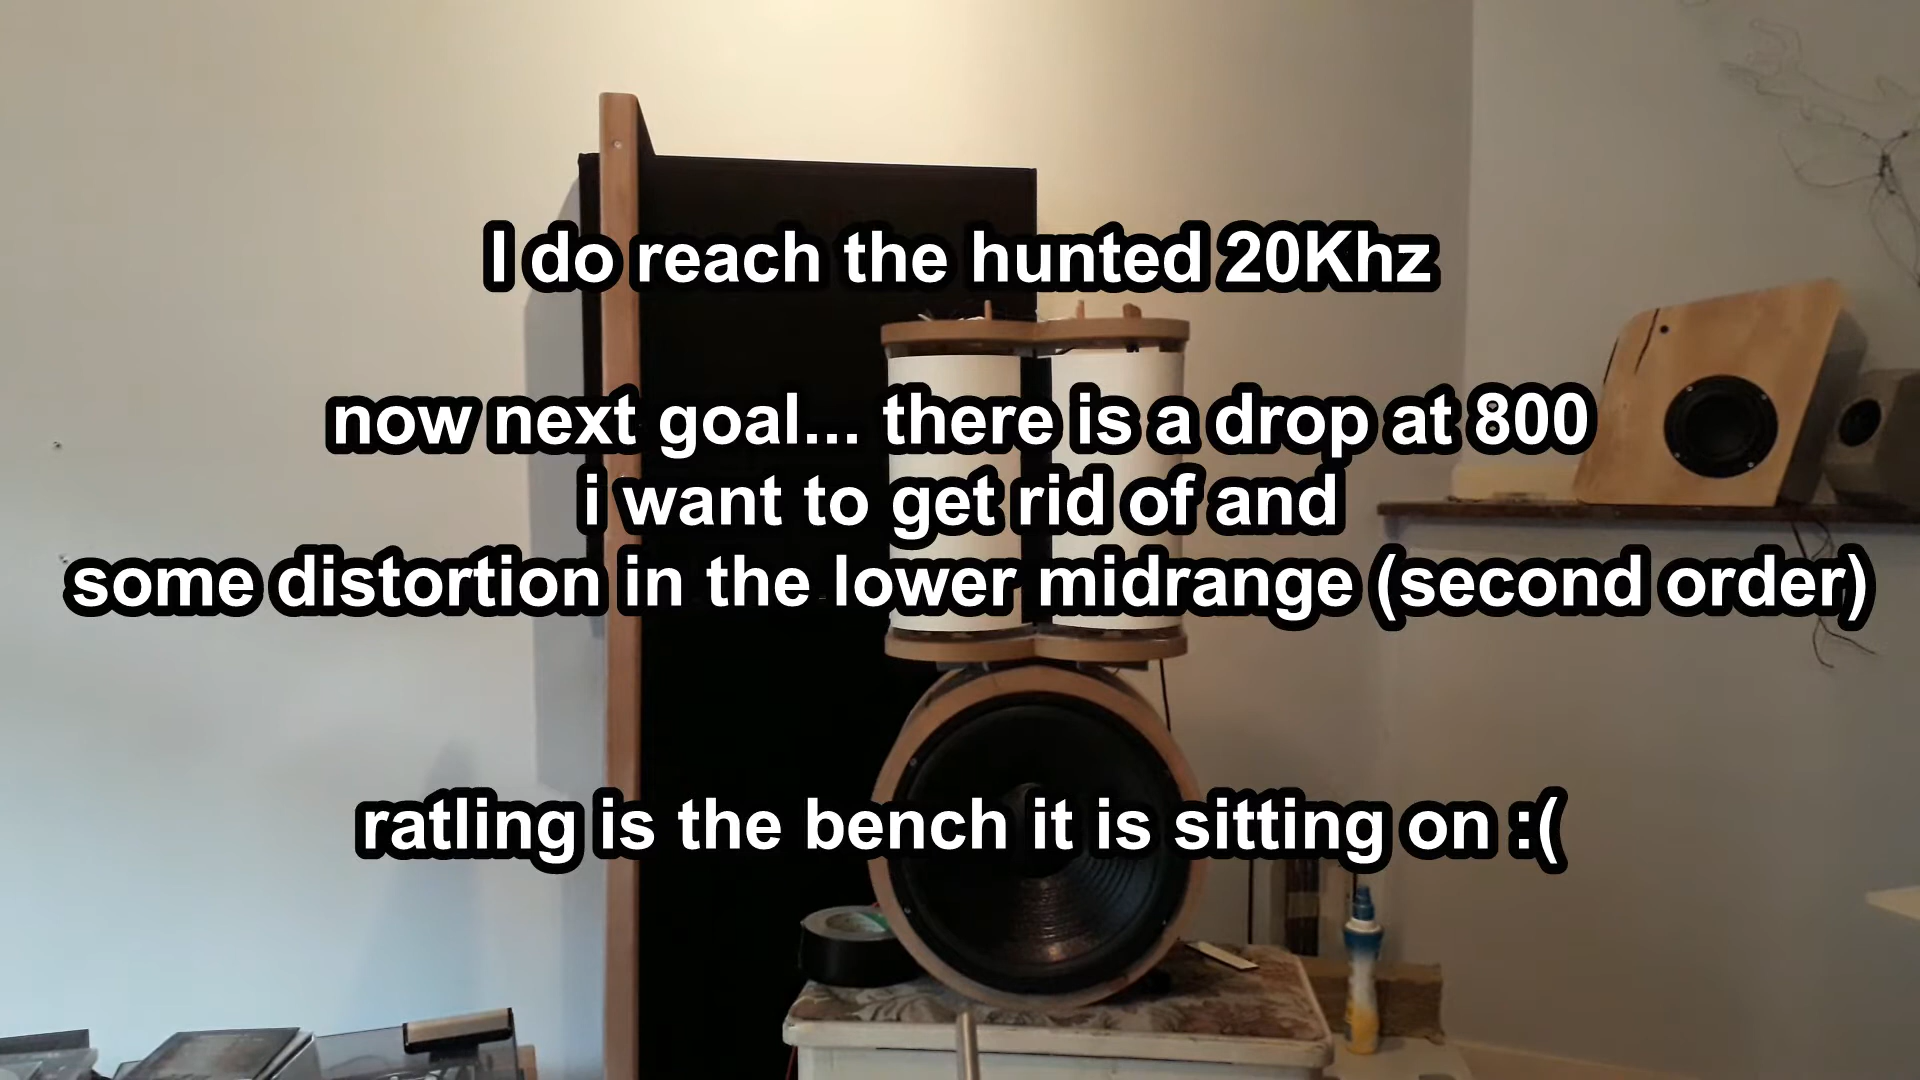 I do reach the hunted 20Khz
now next goal... there is a drop at 800
i want to get rid of and
some distortion in the lower midrange (second order)
ratling is the bench it is sitting on :(